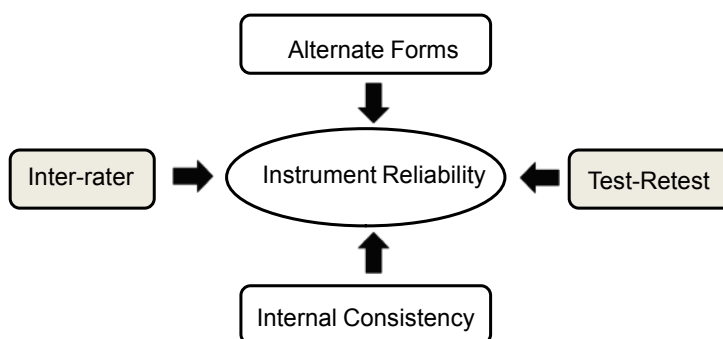 Alternate Forms
Inter-rater
Instrument Reliability
Test-Retest
Internal Consistency